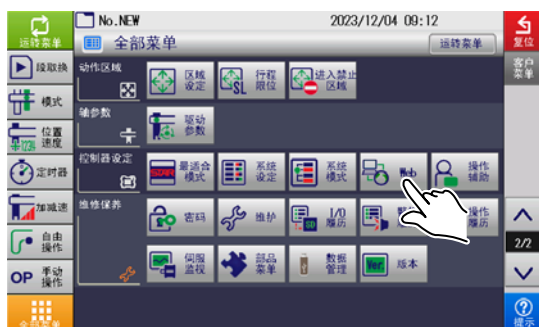 No.NEW
2023/12/04 09:12
运转菜单
全部菜单
运转菜单
复位
段取换
模式
位置
速度
定时器
加减速
自由
操作
OP 手动
操作
全部菜单
动作区域
区域
设定
SL
行程
限位
进入禁止
区域
轴参数
驱动
参数
控制器设定
STAR
最适合
模式
系统
设定
系统
模式
Web
操作
辅助
维修保养
密码
维护
SD
I/O
履历
操作
履历
伺服
监视
部品
菜单
数据
管理
Ver.
版本
客户
菜单
2/2
提示